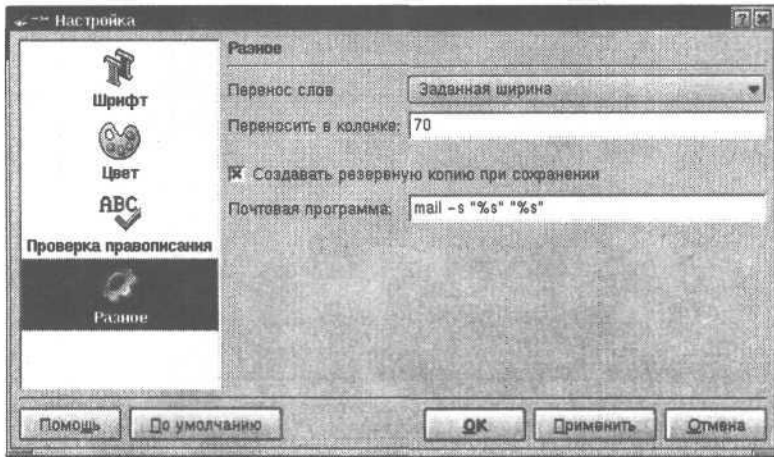 Настройка
Шрифт
Цвет
ABC
Проверка правописания
Разное
Разное
Перенос слов
Заданная ширина
Переносить в колонке: 70
Создавать резервную копию при сохранении
Почтовая программа: mail -s "%s" "%s"
Помощь
По умолчанию
OK
Применить
Отмена